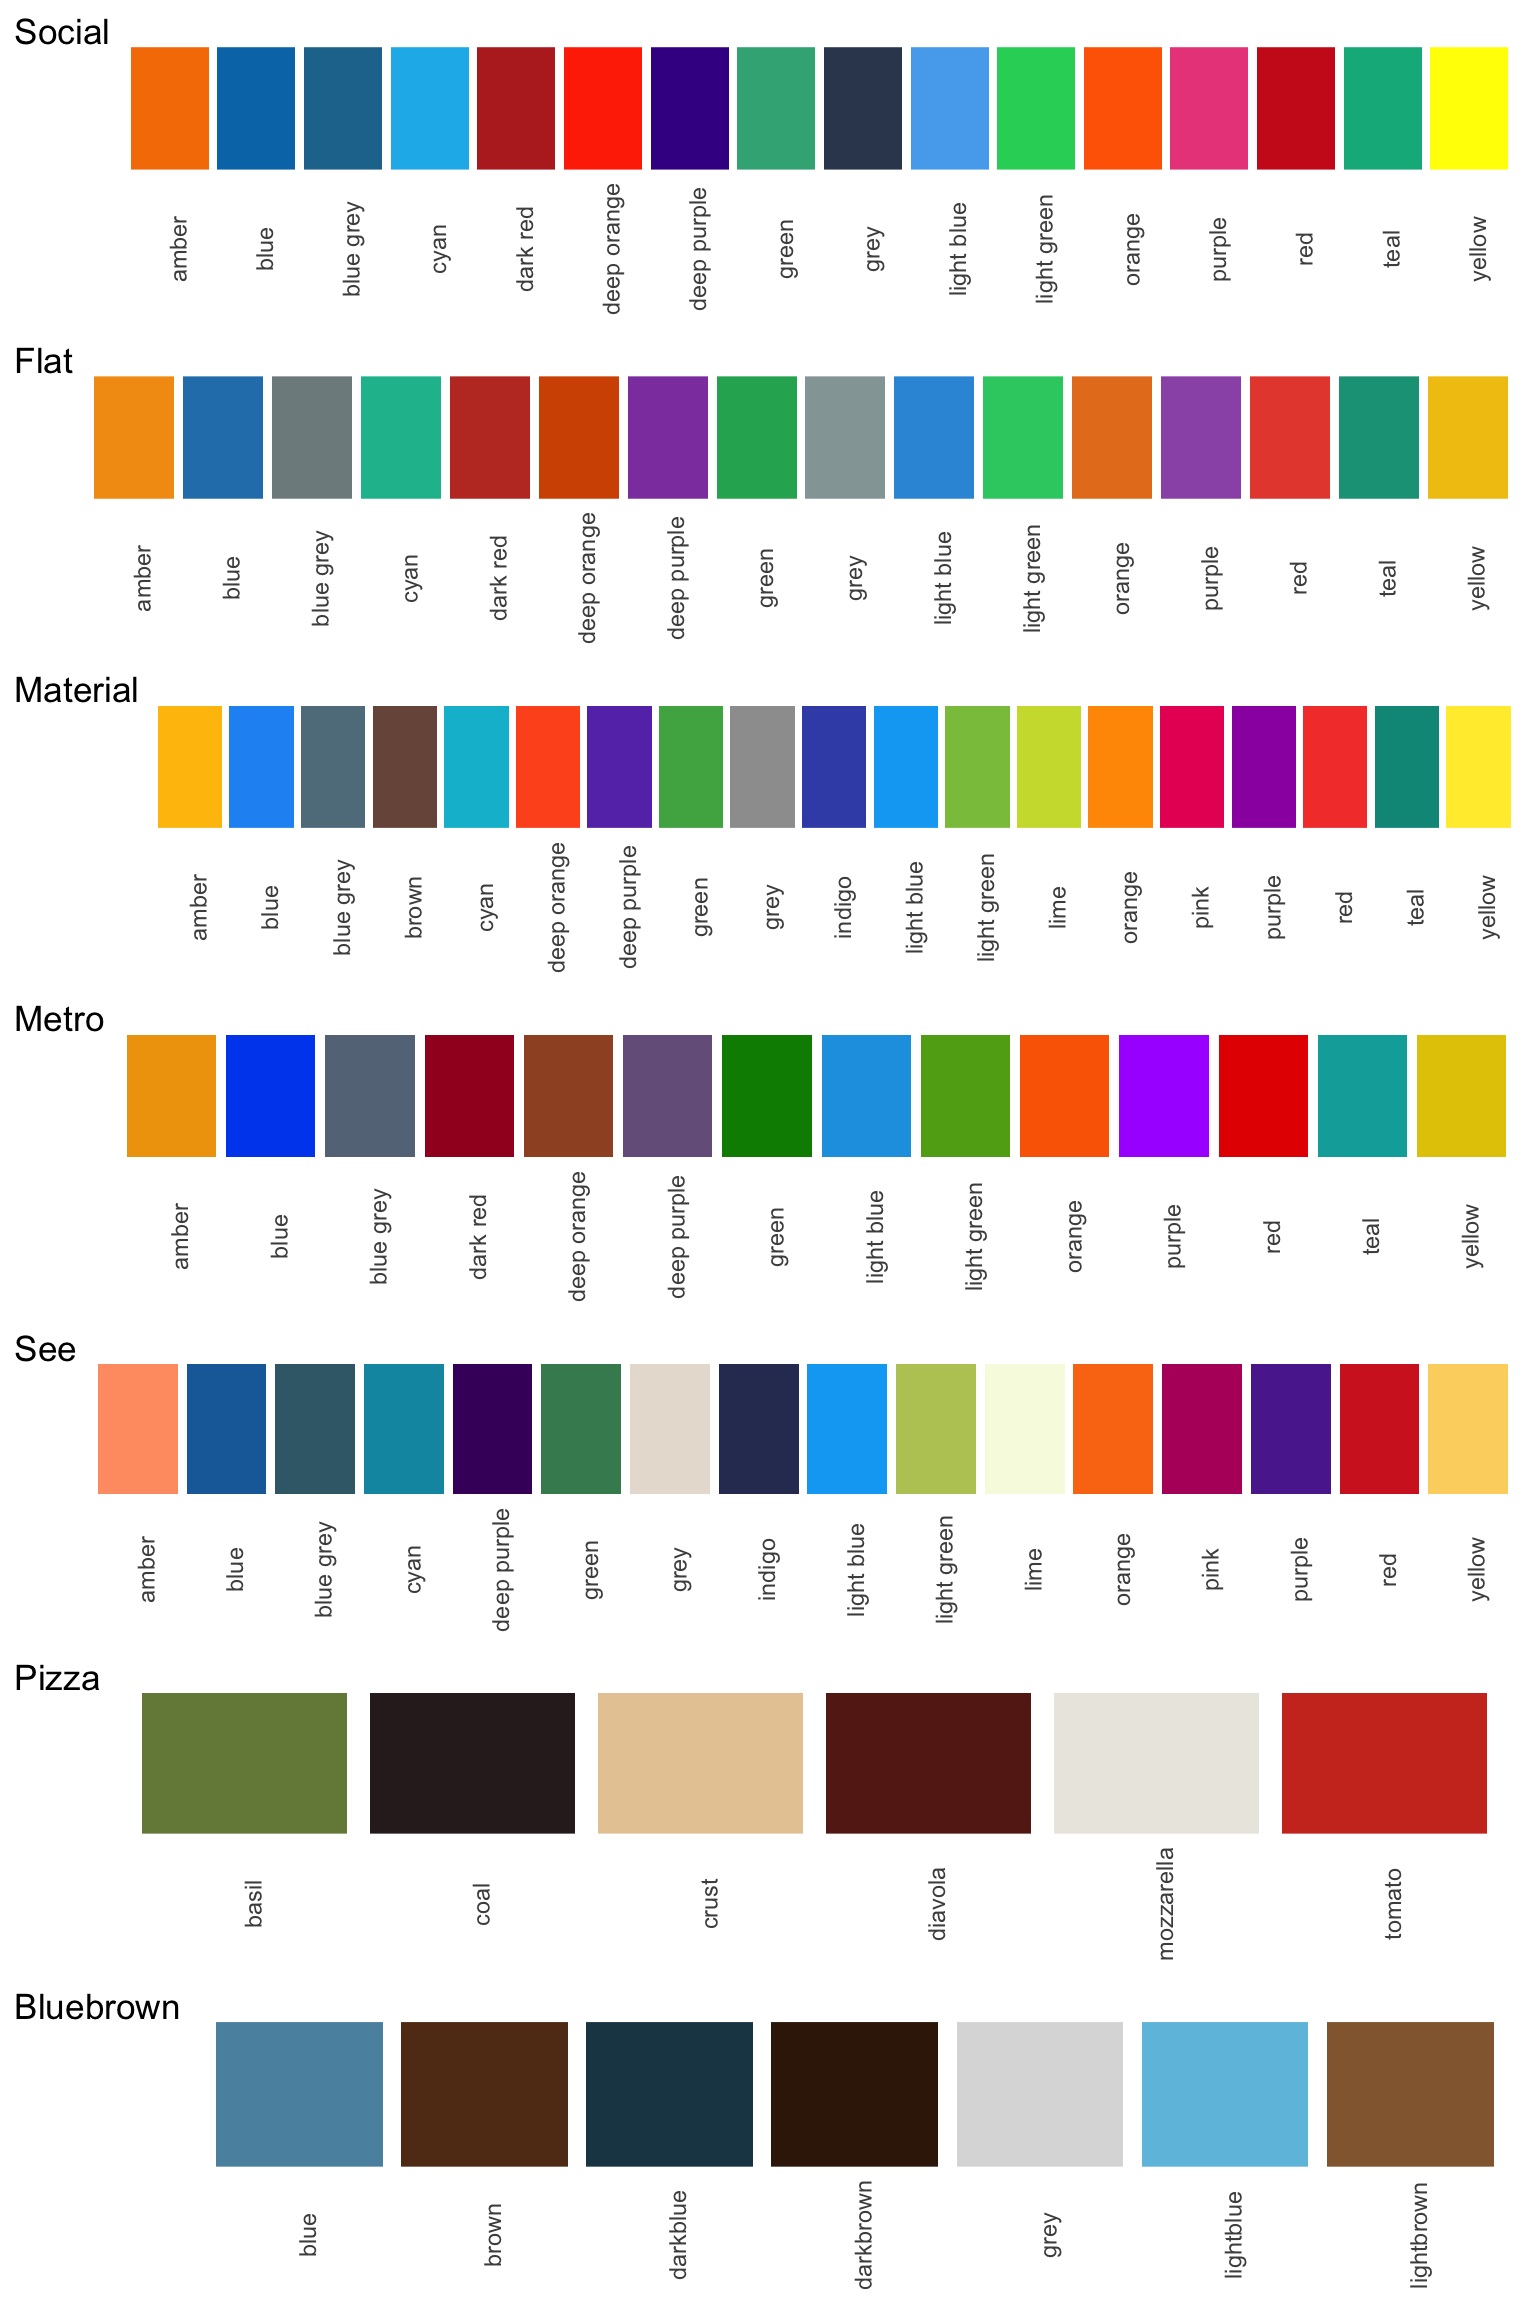 Social
amber
blue
blue grey
cyan
dark red
deep orange
deep purple
green
grey
light blue
light green
orange
purple
red
teal
yellow
Flat
amber
blue
blue grey
cyan
dark red
deep orange
deep purple
green
grey
light blue
light green
orange
purple
red
teal
yellow
Material
amber
blue
blue grey
brown
cyan
deep orange
deep purple
green
grey
indigo
light blue
light green
lime
orange
pink
purple
red
teal
yellow
Metro
amber
blue
blue grey
dark red
deep orange
deep purple
green
light blue
light green
orange
purple
red
teal
yellow
See
amber
blue
blue grey
cyan
deep purple
green
grey
indigo
light blue
light green
lime
orange
pink
purple
red
yellow
Pizza
basil
coal
crust
diavola
mozzarella
tomato
Bluebrown
blue
brown
darkblue
darkbrown
grey
lightblue
lightbrown